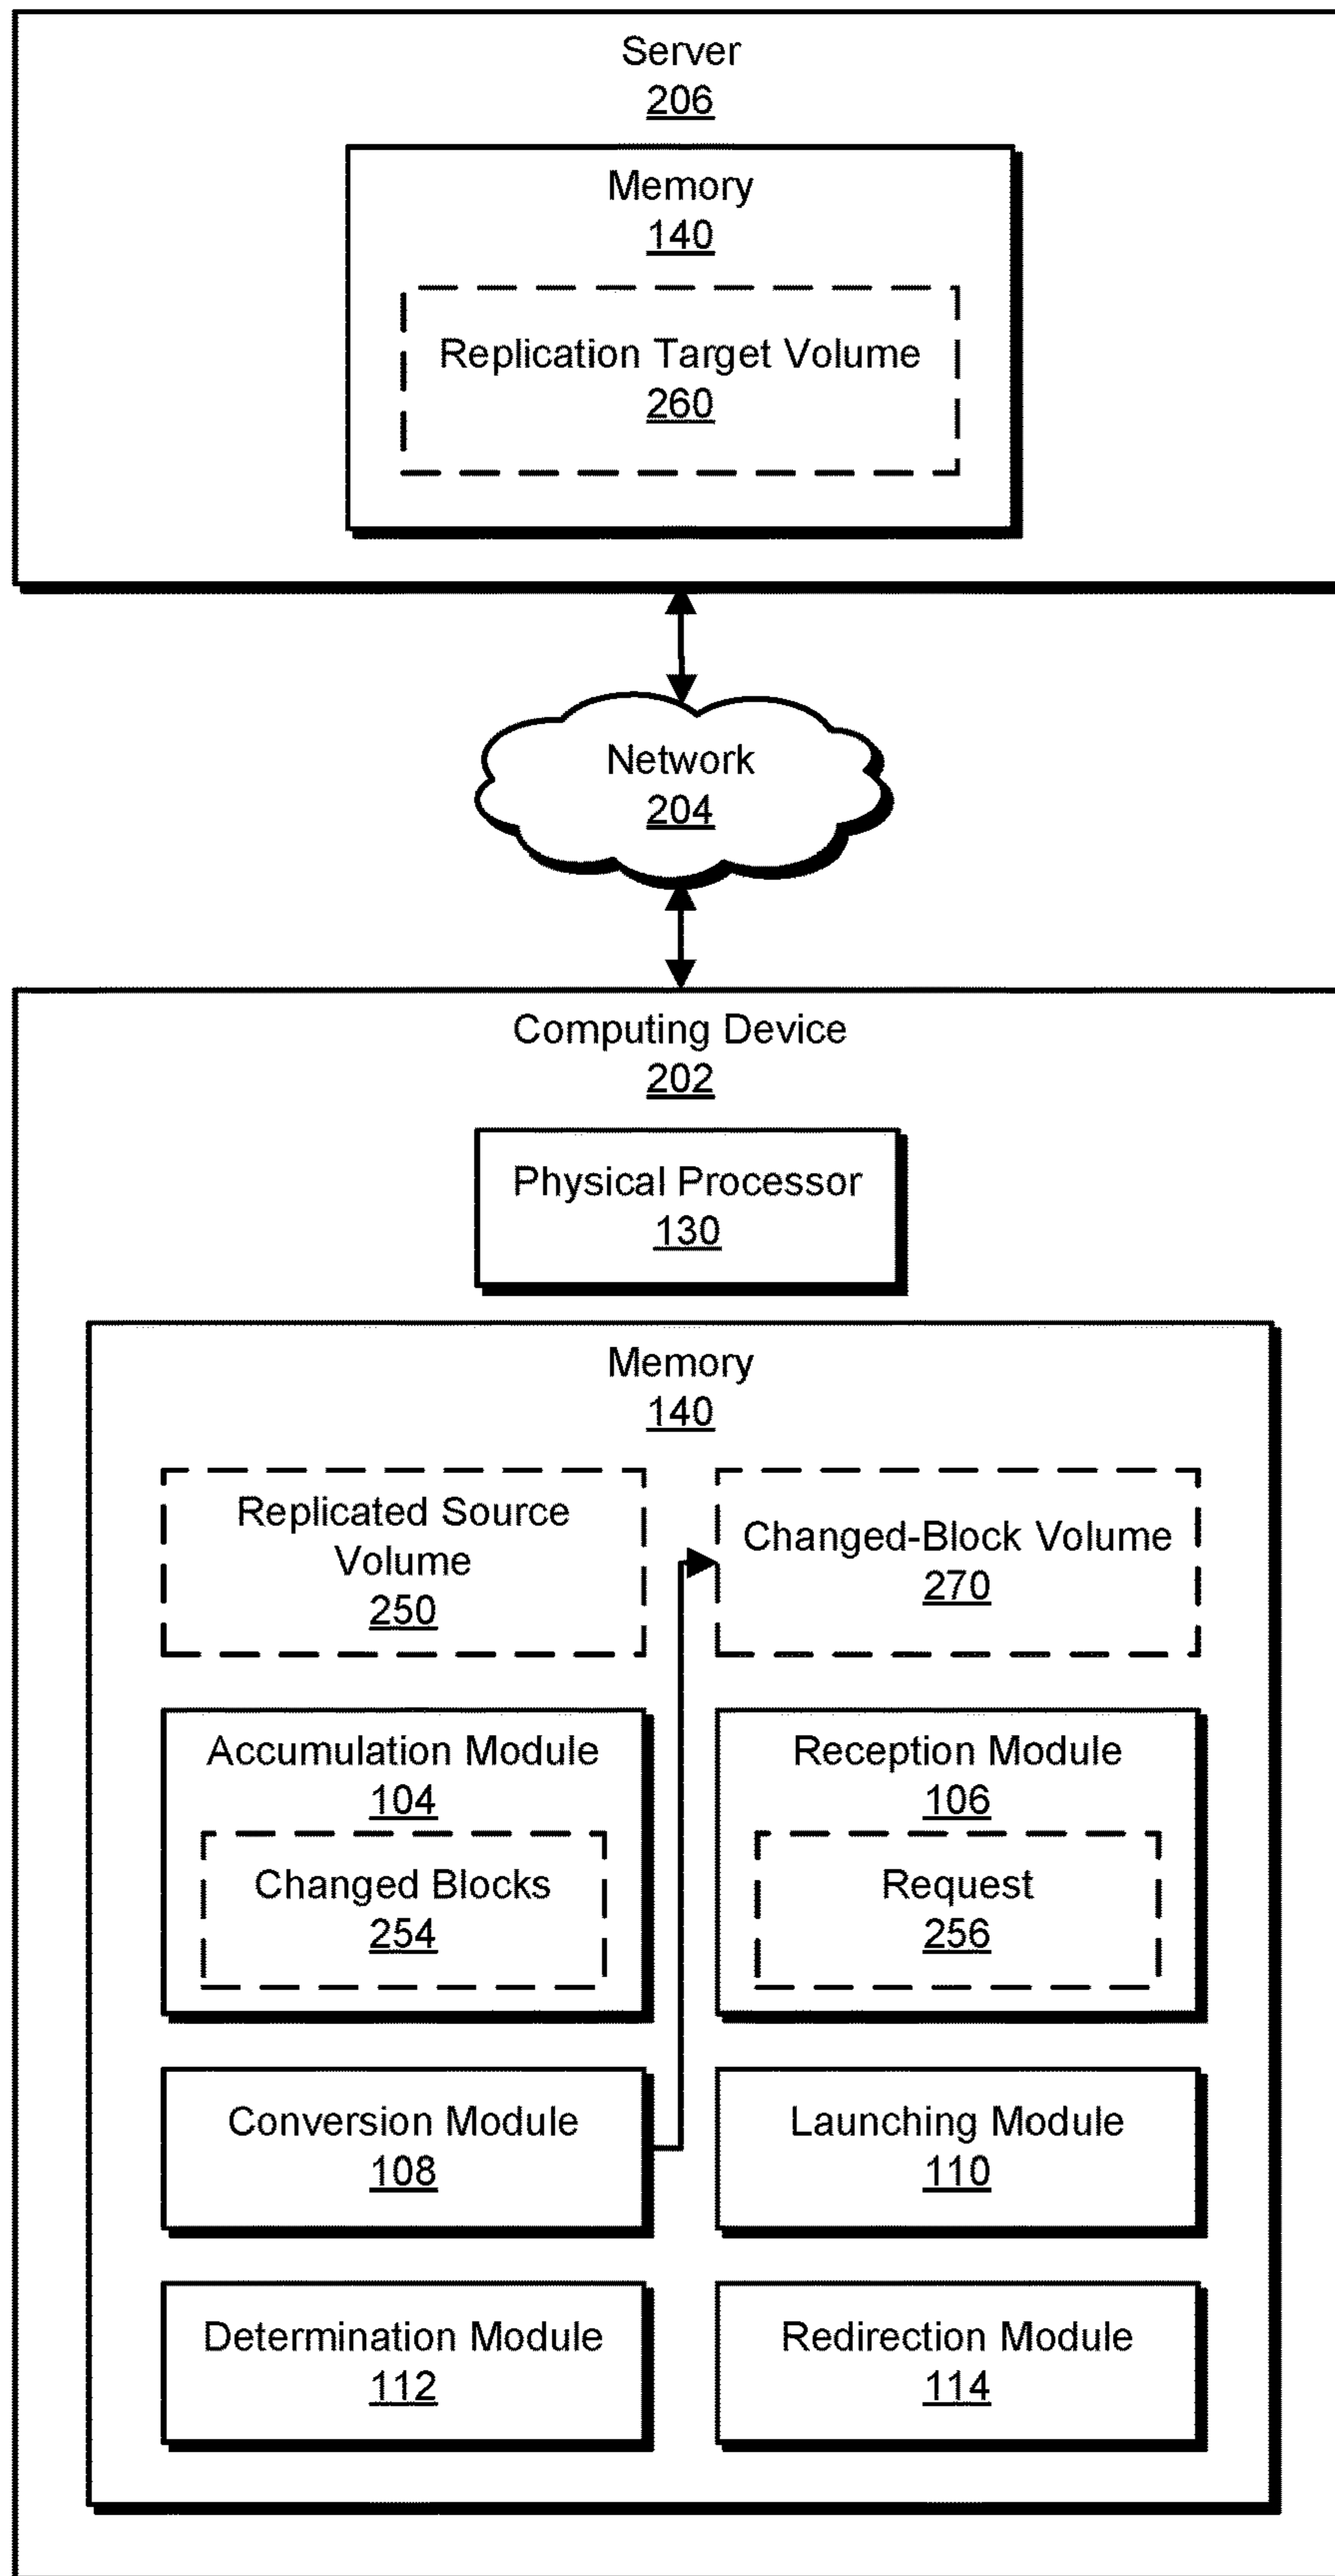 Server
206
Memory
140
Replication Target Volume
260
Network
204
Computing Device
202
Physical Processor
130
Memory
140
Replicated Source
Volume
250
Changed-Block Volume
270
Accumulation Module
104
Changed Blocks
254
Reception Module
106
Request
256
Conversion Module
108
Launching Module
110
Determination Module
112
Redirection Module
114